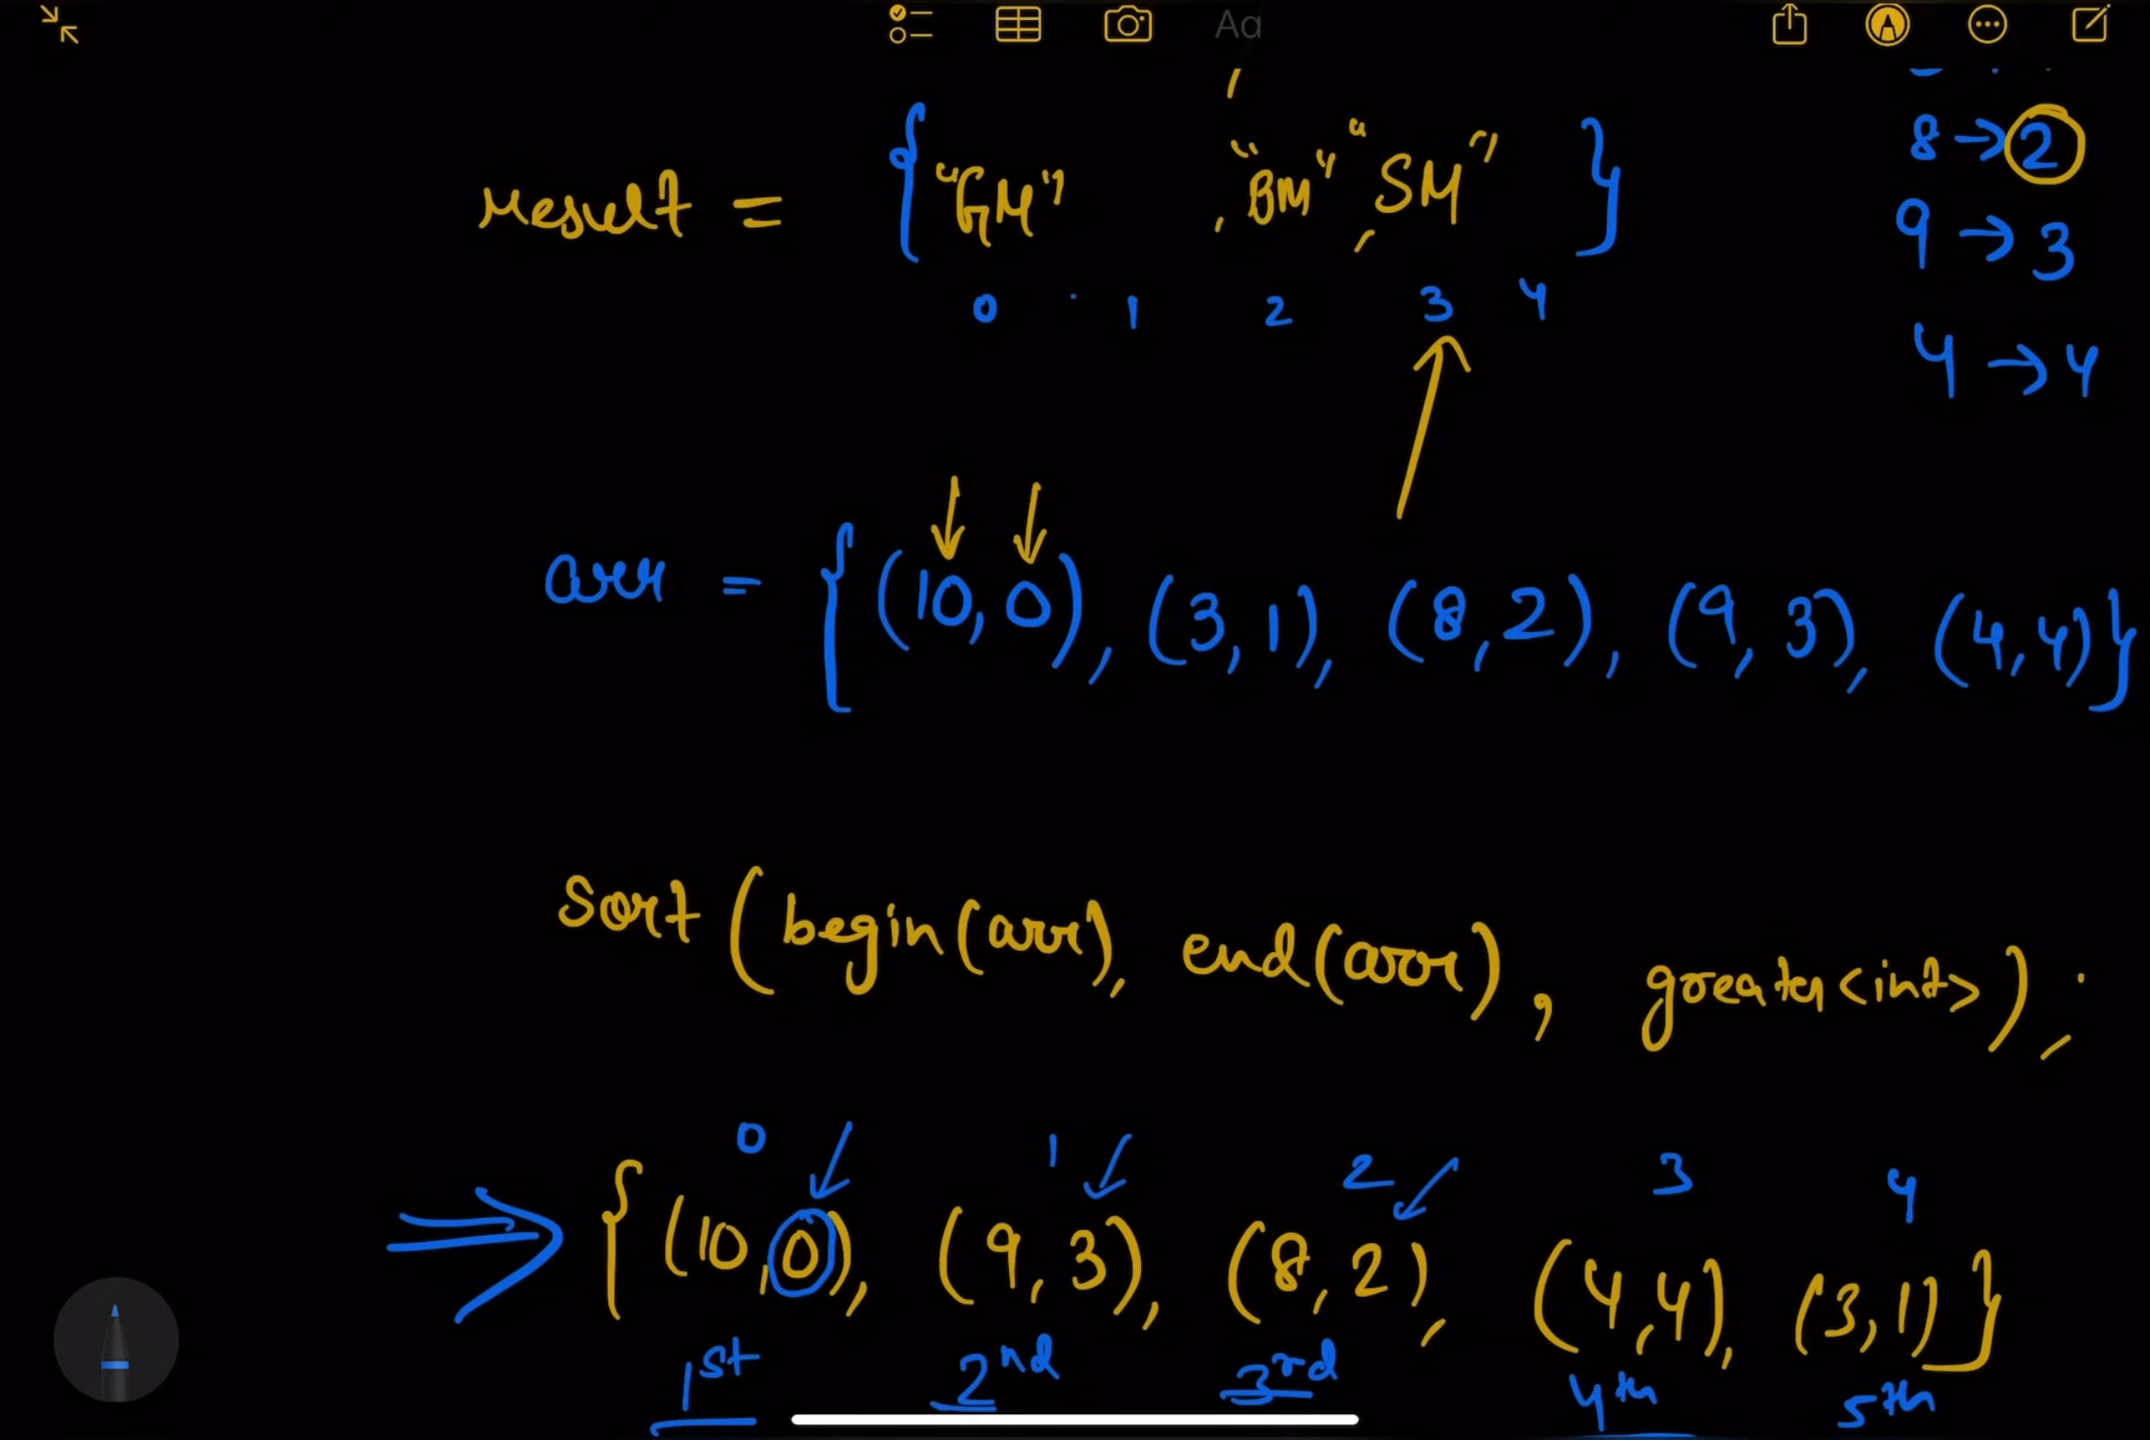 Aa
result = { "GM" , "BM" , "SM" }
0 1 2 3 4
8 → 2
9 → 3
4 → 4
arr = { (10, 0), (3, 1), (8, 2), (9, 3), (4, 4) }
sort ( begin (arr), end (arr), greater <int> ) ;
0 1 2 3 4
⇒ { (10, 0), (9, 3), (8, 2), (4, 4), (3, 1) }
1st 2nd 3rd 4th 5th